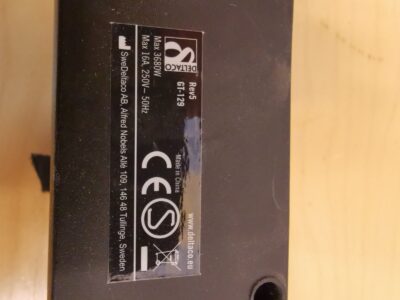 DELTACO
Rev5
GT-129
Max 3680W
Max 16A, 250V~ 50Hz
Made in China
CE S
www.deltaco.eu
SweDeltaco AB, Alfred Nobels Allé 109, 146 48 Tullinge, Sweden